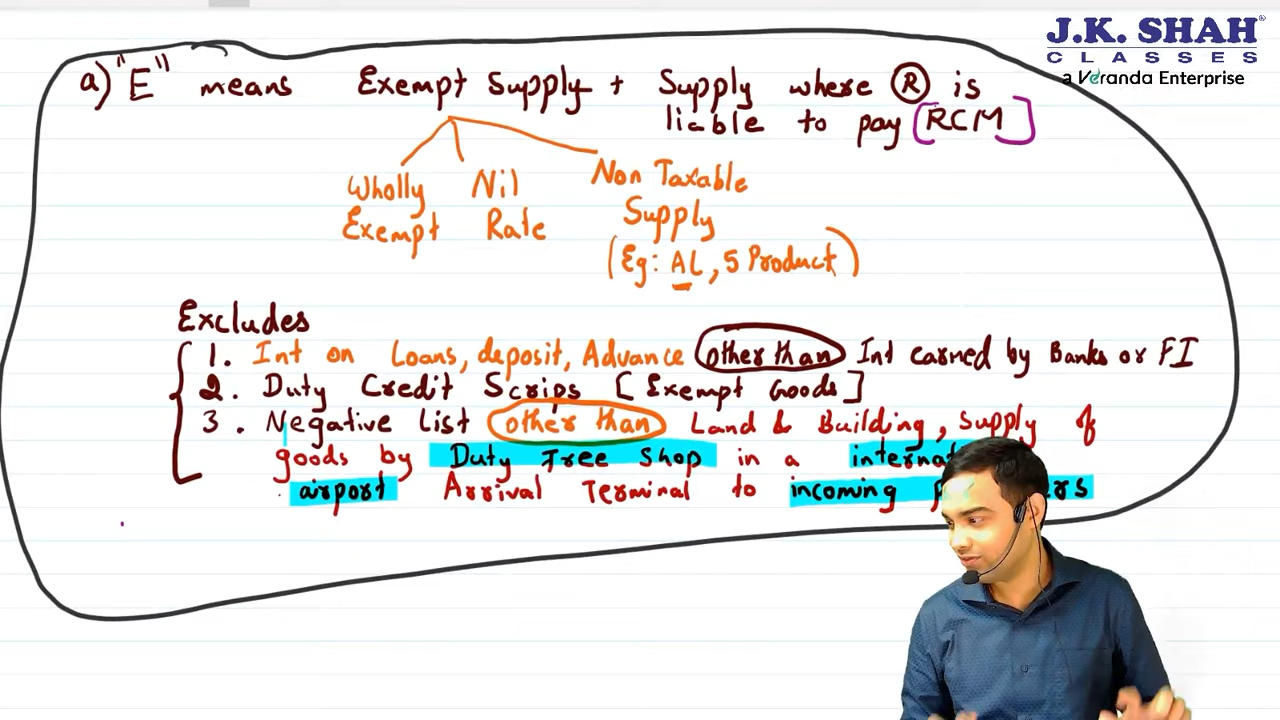 J.K. SHAH®
CLASSES
a Veranda Enterprise
a) "E" means Exempt Supply + Supply where Ⓡ is
liable to pay [RCM]
Wholly Nil Non Taxable
Exempt Rate Supply
(Eg: AL, 5 Product)
Excludes
1. Int on Loans, deposit, Advance other than Int earned by Banks or FI
2. Duty Credit Scrips [Exempt Goods]
3. Negative List other than Land & Building, Supply of
goods by Duty Free Shop in a
airport Arrival Terminal to incoming